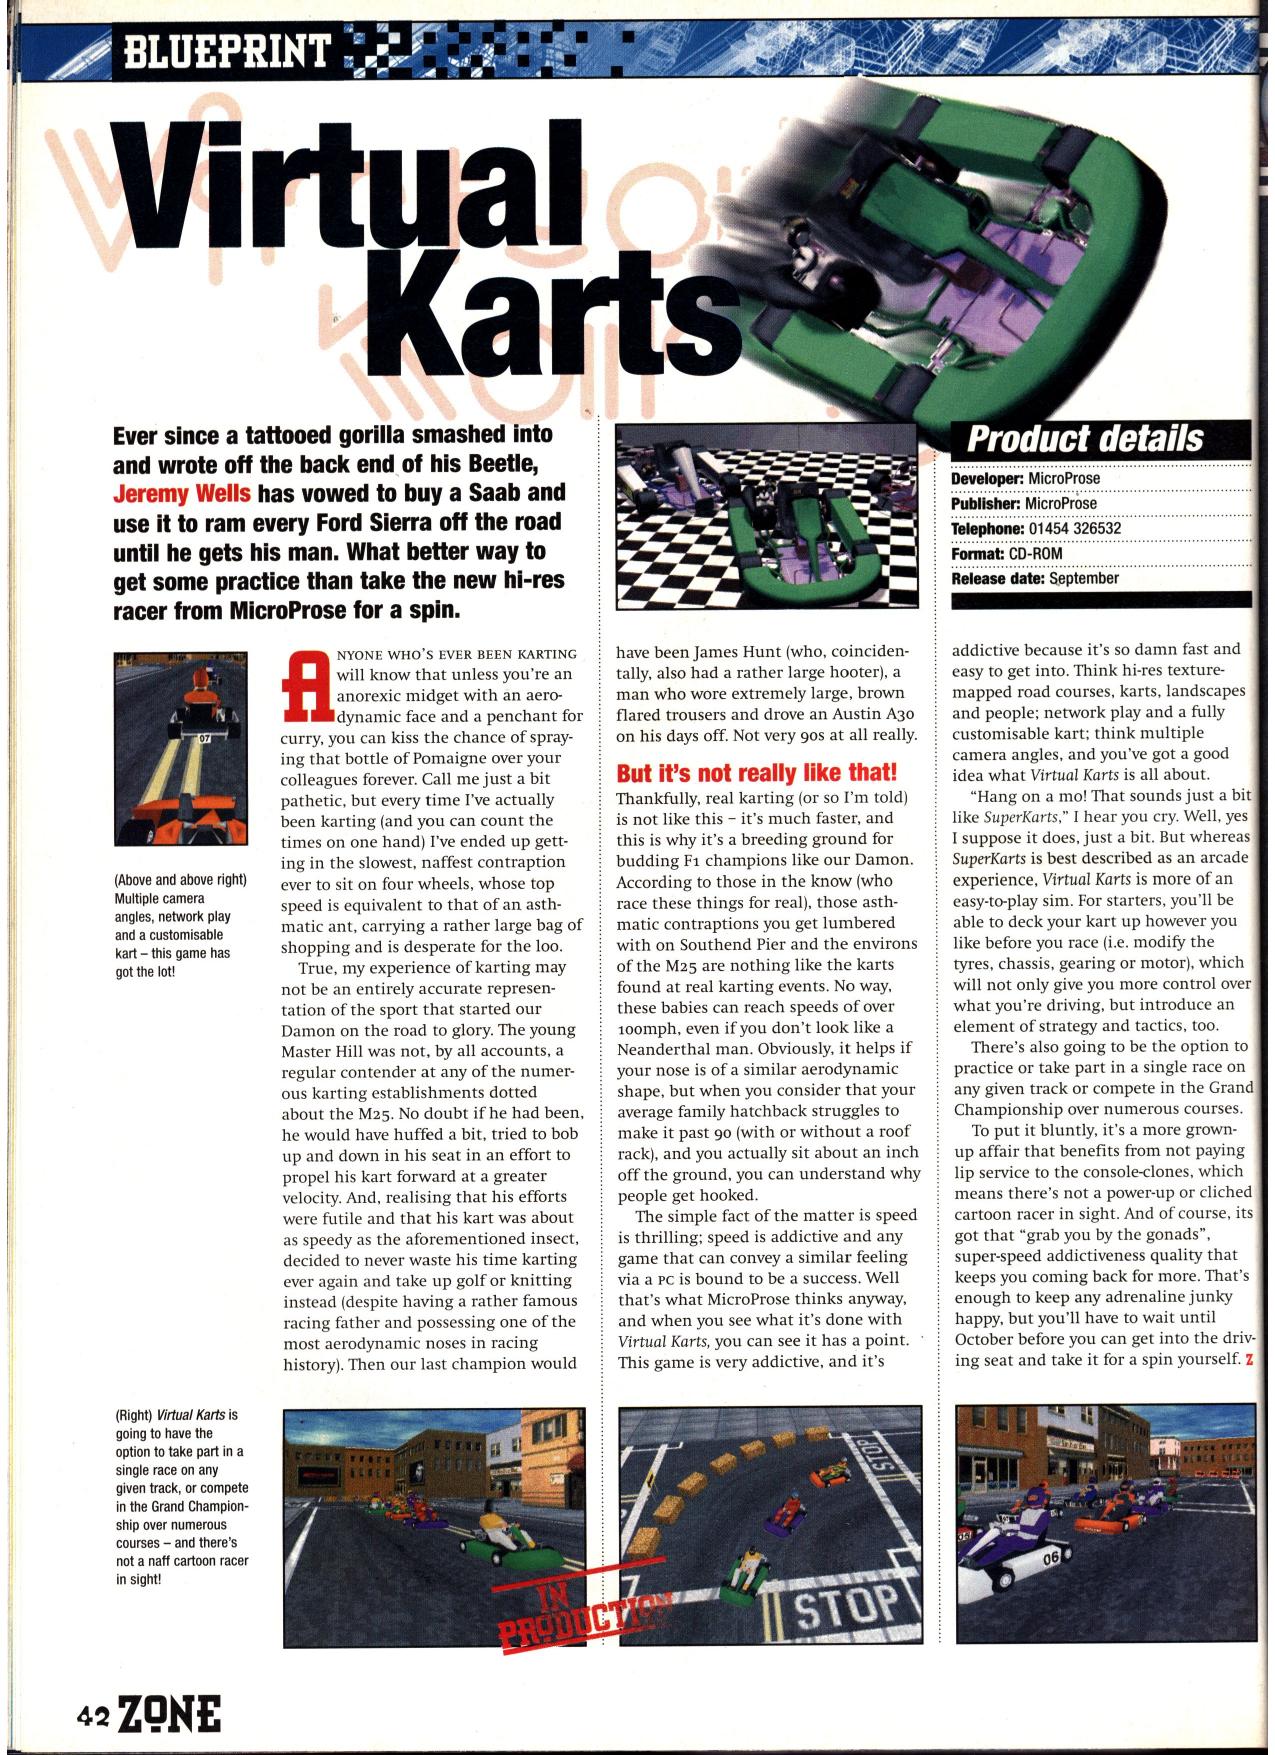 BLUEPRINT
Virtual
Karts
Ever since a tattooed gorilla smashed into
and wrote off the back end of his Beetle,
Jeremy Wells has vowed to buy a Saab and
use it to ram every Ford Sierra off the road
until he gets his man. What better way to
get some practice than take the new hi-res
racer from MicroProse for a spin.
Product details
Developer: MicroProse
Publisher: MicroProse
Telephone: 01454 326532
Format: CD-ROM
Release date: September
07
(Above and above right)
Multiple camera
angles, network play
and a customisable
kart – this game has
got the lot!
ANYONE WHO'S EVER BEEN KARTING
will know that unless you're an
anorexic midget with an aero-
dynamic face and a penchant for
curry, you can kiss the chance of spray-
ing that bottle of Pomaigne over your
colleagues forever. Call me just a bit
pathetic, but every time I've actually
been karting (and you can count the
times on one hand) I've ended up gett-
ing in the slowest, naffest contraption
ever to sit on four wheels, whose top
speed is equivalent to that of an asth-
matic ant, carrying a rather large bag of
shopping and is desperate for the loo.
True, my experience of karting may
not be an entirely accurate represen-
tation of the sport that started our
Damon on the road to glory. The young
Master Hill was not, by all accounts, a
regular contender at any of the numer-
ous karting establishments dotted
about the M25. No doubt if he had been,
he would have huffed a bit, tried to bob
up and down in his seat in an effort to
propel his kart forward at a greater
velocity. And, realising that his efforts
were futile and that his kart was about
as speedy as the aforementioned insect,
decided to never waste his time karting
ever again and take up golf or knitting
instead (despite having a rather famous
racing father and possessing one of the
most aerodynamic noses in racing
history). Then our last champion would
have been James Hunt (who, coinciden-
tally, also had a rather large hooter), a
man who wore extremely large, brown
flared trousers and drove an Austin A30
on his days off. Not very 90s at all really.
But it's not really like that!
Thankfully, real karting (or so I'm told)
is not like this – it's much faster, and
this is why it's a breeding ground for
budding F1 champions like our Damon.
According to those in the know (who
race these things for real), those asth-
matic contraptions you get lumbered
with on Southend Pier and the environs
of the M25 are nothing like the karts
found at real karting events. No way,
these babies can reach speeds of over
100mph, even if you don't look like a
Neanderthal man. Obviously, it helps if
your nose is of a similar aerodynamic
shape, but when you consider that your
average family hatchback struggles to
make it past 90 (with or without a roof
rack), and you actually sit about an inch
off the ground, you can understand why
people get hooked.
The simple fact of the matter is speed
is thrilling; speed is addictive and any
game that can convey a similar feeling
via a PC is bound to be a success. Well
that's what MicroProse thinks anyway,
and when you see what it's done with
Virtual Karts, you can see it has a point.
This game is very addictive, and it's
addictive because it's so damn fast and
easy to get into. Think hi-res texture-
mapped road courses, karts, landscapes
and people; network play and a fully
customisable kart; think multiple
camera angles, and you've got a good
idea what Virtual Karts is all about.
"Hang on a mo! That sounds just a bit
like SuperKarts," I hear you cry. Well, yes
I suppose it does, just a bit. But whereas
SuperKarts is best described as an arcade
experience, Virtual Karts is more of an
easy-to-play sim. For starters, you'll be
able to deck your kart up however you
like before you race (i.e. modify the
tyres, chassis, gearing or motor), which
will not only give you more control over
what you're driving, but introduce an
element of strategy and tactics, too.
There's also going to be the option to
practice or take part in a single race on
any given track or compete in the Grand
Championship over numerous courses.
To put it bluntly, it's a more grown-
up affair that benefits from not paying
lip service to the console-clones, which
means there's not a power-up or cliched
cartoon racer in sight. And of course, its
got that "grab you by the gonads",
super-speed addictiveness quality that
keeps you coming back for more. That's
enough to keep any adrenaline junky
happy, but you'll have to wait until
October before you can get into the driv-
ing seat and take it for a spin yourself. Z
(Right) Virtual Karts is
going to have the
option to take part in a
single race on any
given track, or compete
in the Grand Champion-
ship over numerous
courses – and there's
not a naff cartoon racer
in sight!
IN
PRODUCTION
STOP
STOP
06
42 ZONE